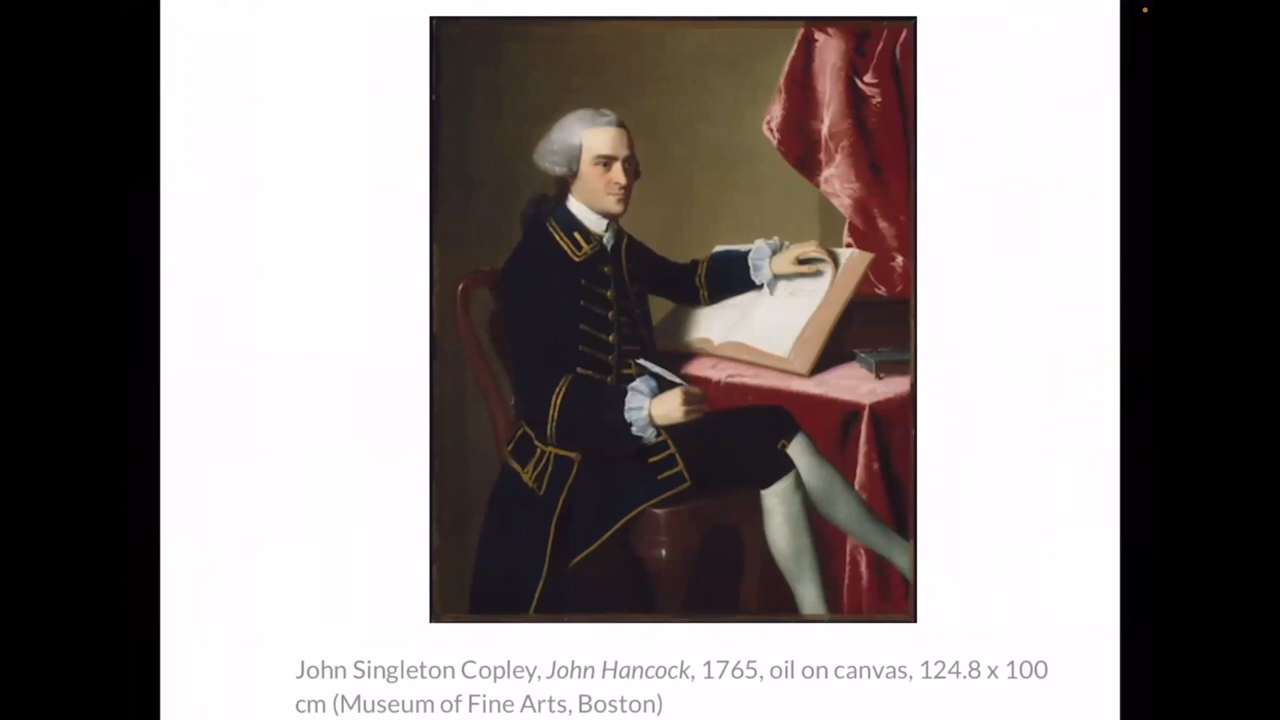 John Singleton Copley, John Hancock, 1765, oil on canvas, 124.8 x 100
cm (Museum of Fine Arts, Boston)